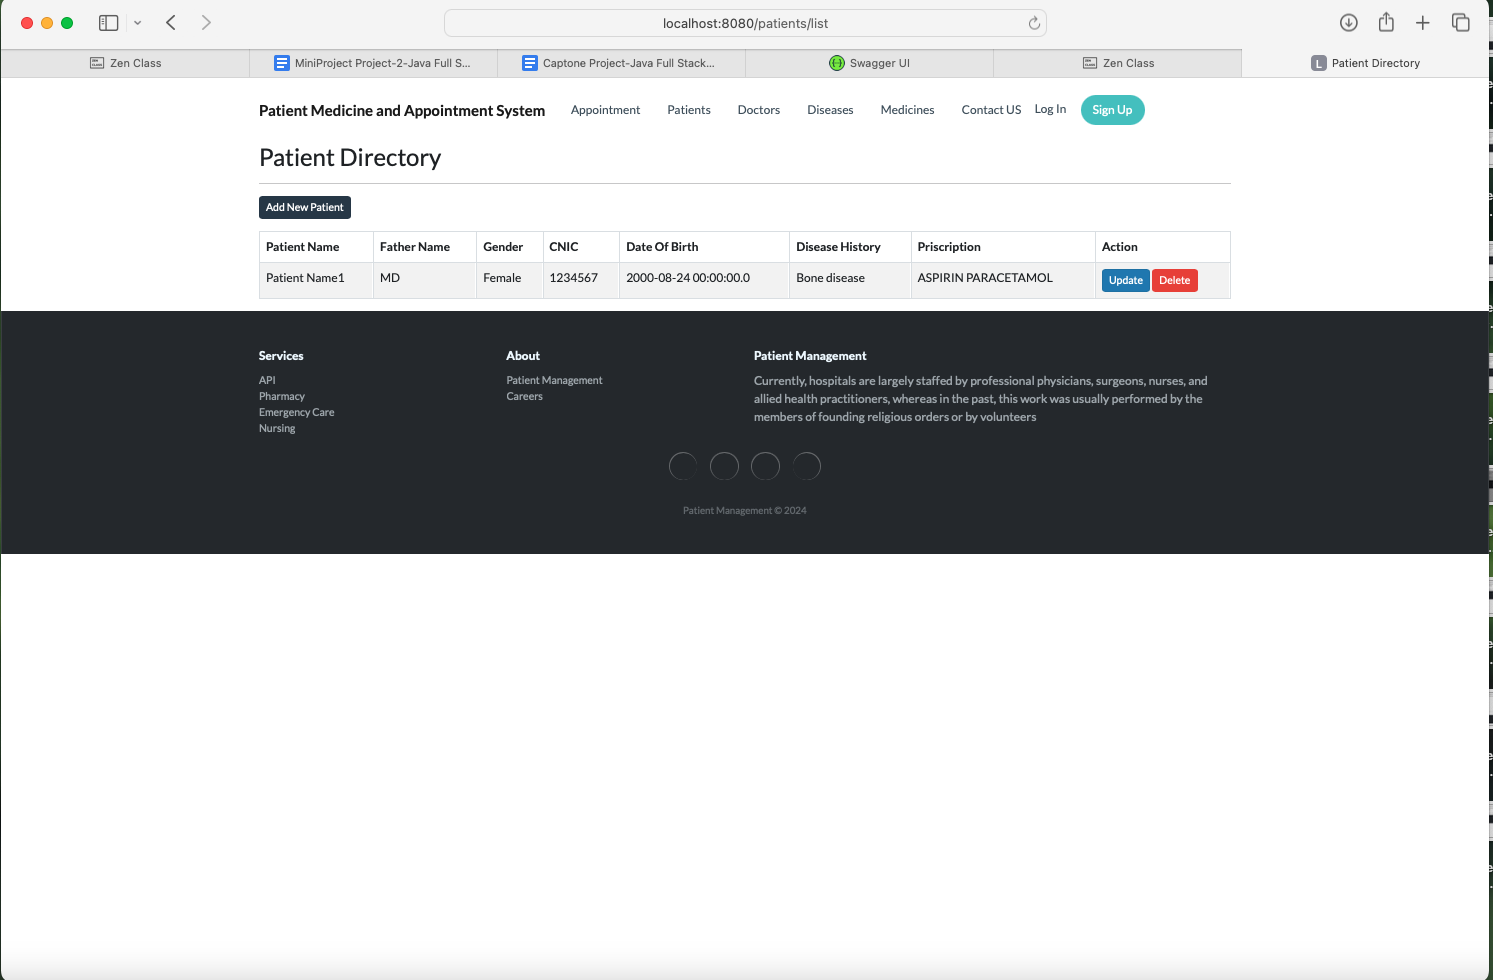 localhost:8080/patients/list
Zen Class
MiniProject Project-2-Java Full S...
Captone Project-Java Full Stack...
Swagger UI
Zen Class
L Patient Directory
Patient Medicine and Appointment System Appointment Patients Doctors Diseases Medicines Contact US Log In Sign Up
Patient Directory
Add New Patient
Patient Name Father Name Gender CNIC Date Of Birth Disease History Priscription Action
Patient Name1 MD Female 1234567 2000-08-24 00:00:00.0 Bone disease ASPIRIN PARACETAMOL Update Delete
Services
API
Pharmacy
Emergency Care
Nursing
About
Patient Management
Careers
Patient Management
Currently, hospitals are largely staffed by professional physicians, surgeons, nurses, and
allied health practitioners, whereas in the past, this work was usually performed by the
members of founding religious orders or by volunteers
Patient Management © 2024